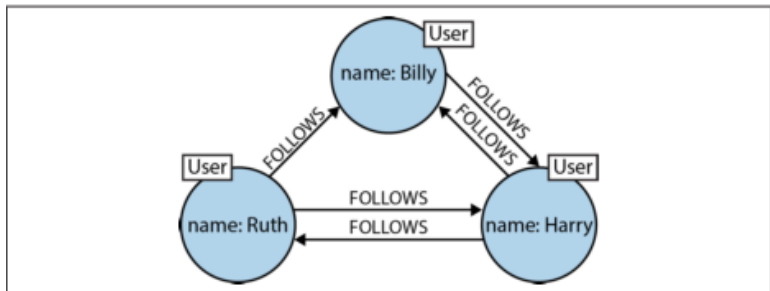 User
name: Billy
FOLLOWS
FOLLOWS
FOLLOWS
User
User
name: Ruth
FOLLOWS
FOLLOWS
name: Harry